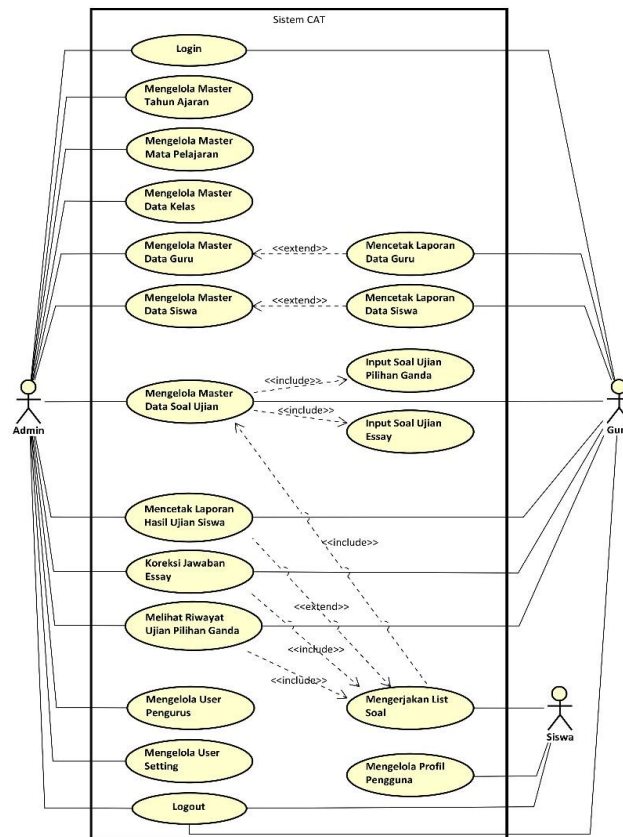 Sistem CAT
Login
Mengelola Master
Tahun Ajaran
Mengelola Master
Mata Pelajaran
Mengelola Master
Data Kelas
Mengelola Master
Data Guru
<<extend>>
Mencetak Laporan
Data Guru
Mengelola Master
Data Siswa
<<extend>>
Mencetak Laporan
Data Siswa
Input Soal Ujian
Pilihan Ganda
<<include>>
Mengelola Master
Data Soal Ujian
<<include>>
Input Soal Ujian
Essay
Admin
Gur
Mencetak Laporan
Hasil Ujian Siswa
<<include>>
Koreksi Jawaban
Essay
<<extend>>
Melihat Riwayat
Ujian Pilihan Ganda
<<include>>
<<include>>
Mengelola User
Pengurus
Mengerjakan List
Soal
Siswa
Mengelola User
Setting
Mengelola Profil
Pengguna
Logout